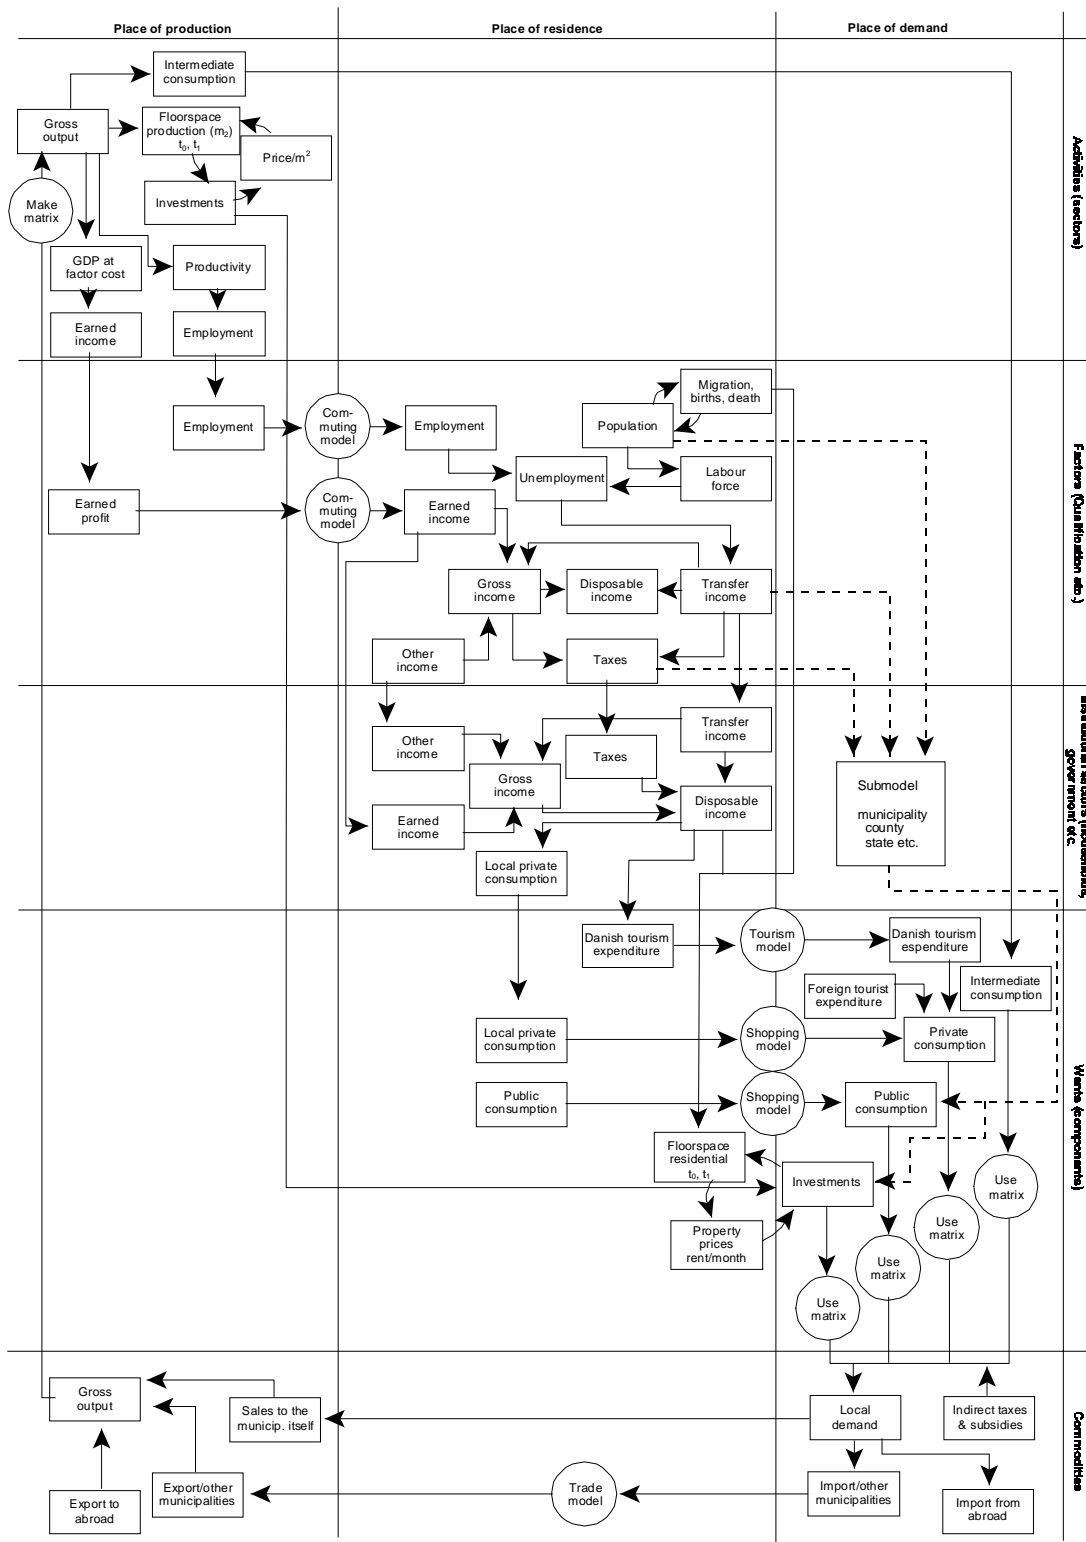 Place of production
Place of residence
Place of demand
Intermediate
consumption
Gross
output
Floorspace
production (m2)
t0, t1
Price/m2
Make
matrix
Investments
Activities (sectors)
GDP at
factor cost
Productivity
Earned
income
Employment
Migration,
births, death
Employment
Com-
muting
model
Employment
Population
Unemployment
Labour
force
Factors (Qualification etc.)
Earned
profit
Com-
muting
model
Earned
income
Gross
income
Disposable
income
Transfer
income
Other
income
Taxes
Other
income
Taxes
Transfer
income
Gross
income
Disposable
income
Earned
income
Submodel
municipality
county
state etc.
government etc.
Local private
consumption
Danish tourism
expenditure
Tourism
model
Danish tourism
espenditure
Foreign tourist
expenditure
Intermediate
consumption
Local private
consumption
Shopping
model
Private
consumption
Public
consumption
Shopping
model
Public
consumption
Wants (components)
Floorspace
residential
t0, t1
Investments
Use
matrix
Property
prices
rent/month
Use
matrix
Use
matrix
Use
matrix
Gross
output
Sales to the
municip. itself
Local
demand
Indirect taxes
& subsidies
Commodities
Export to
abroad
Export/other
municipalities
Trade
model
Import/other
municipalities
Import from
abroad